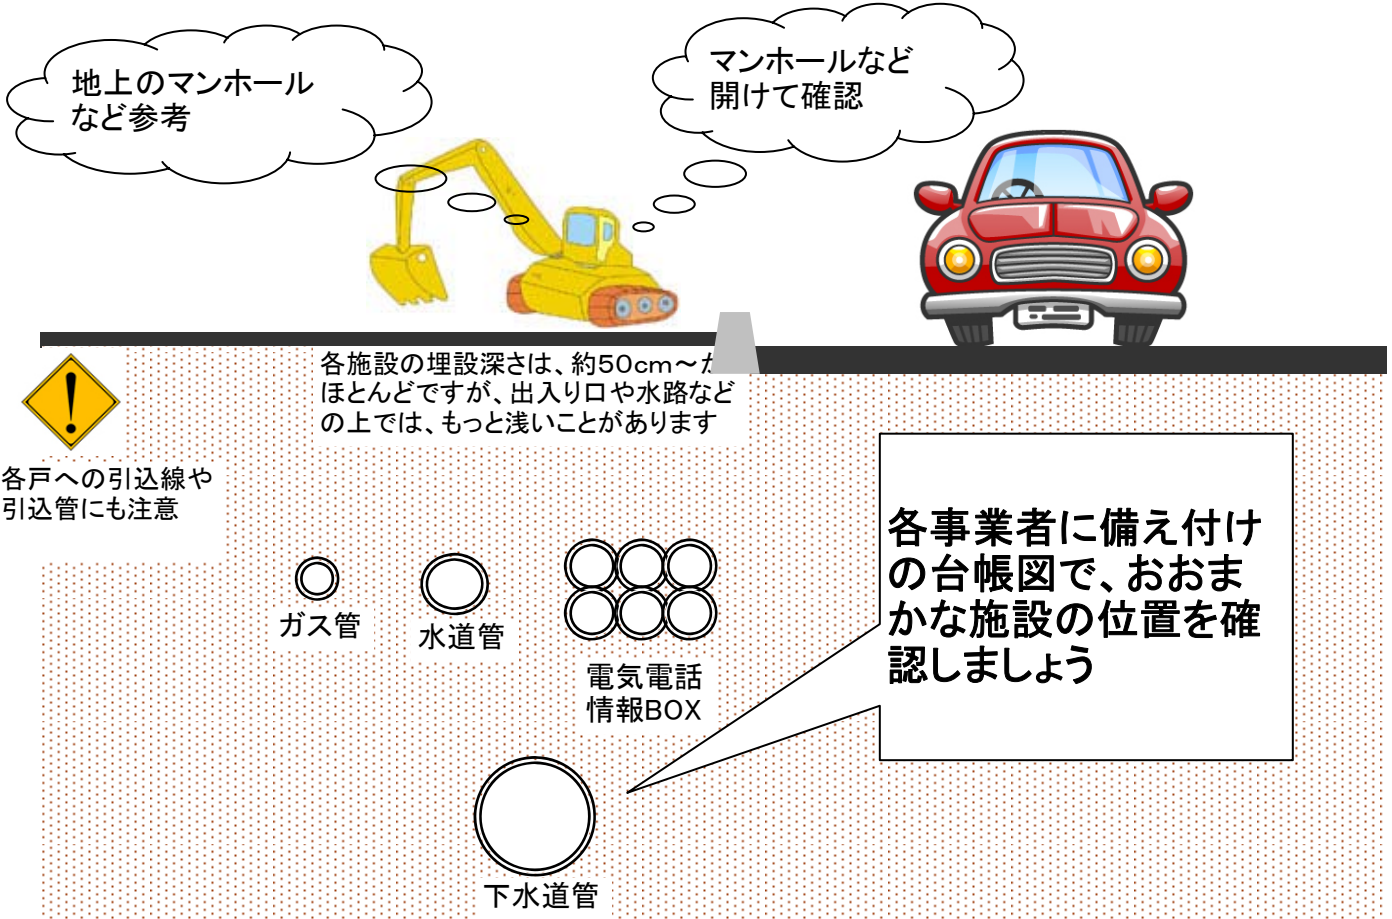 地上のマンホール
など参考
マンホールなど
開けて確認
各施設の埋設深さは、約50cm~が
ほとんどですが、出入り口や水路など
の上では、もっと浅いことがあります
各戸への引込線や
引込管にも注意
各事業者に備え付け
の台帳図で、おおま
かな施設の位置を確
認しましょう
ガス管
水道管
電気電話
情報BOX
下水道管